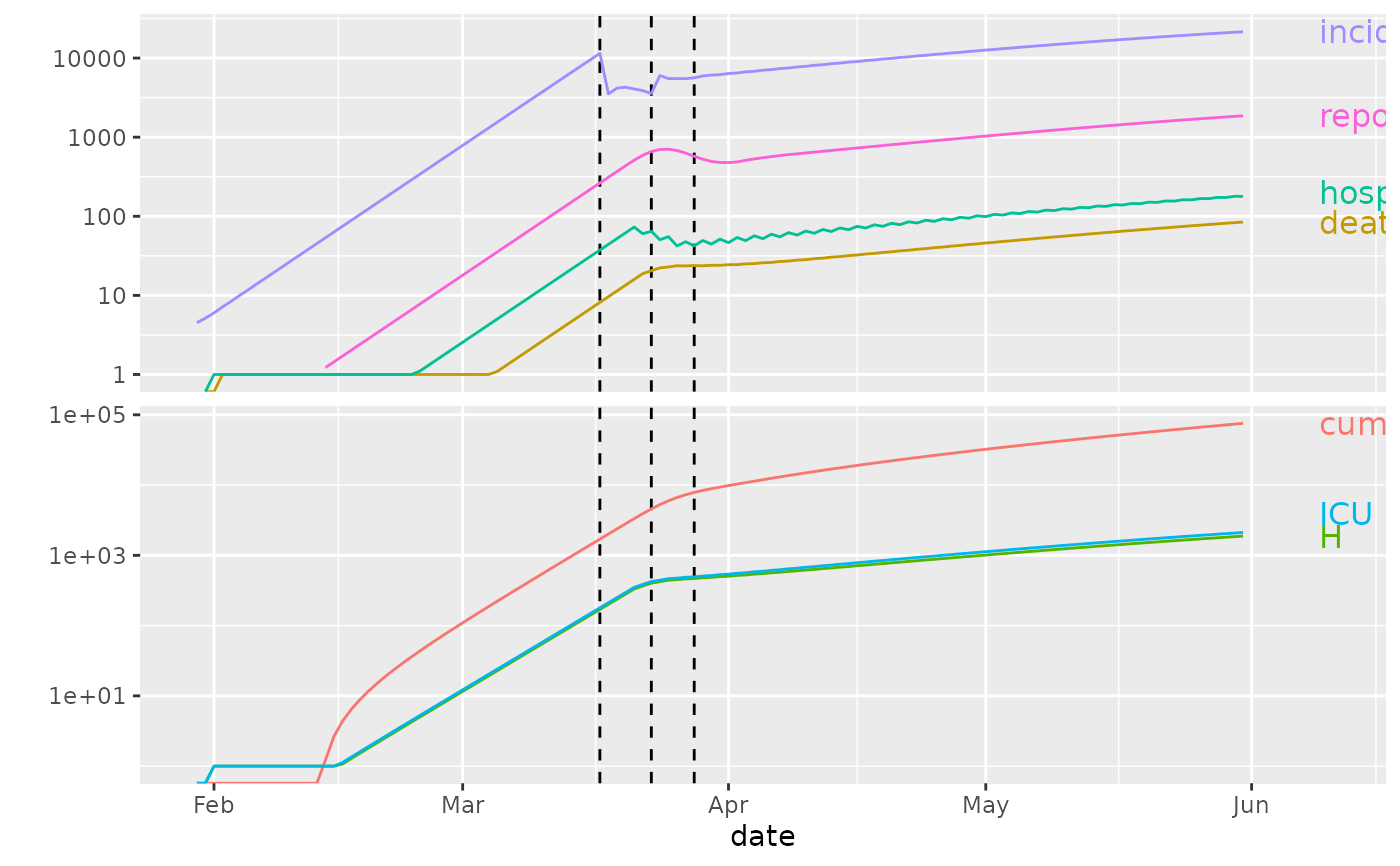 10000
1000
100
10
1
incid
repo
hosp
deat
1e+05
1e+03
1e+01
cum
ICU
H
Feb Mar Apr May Jun
date